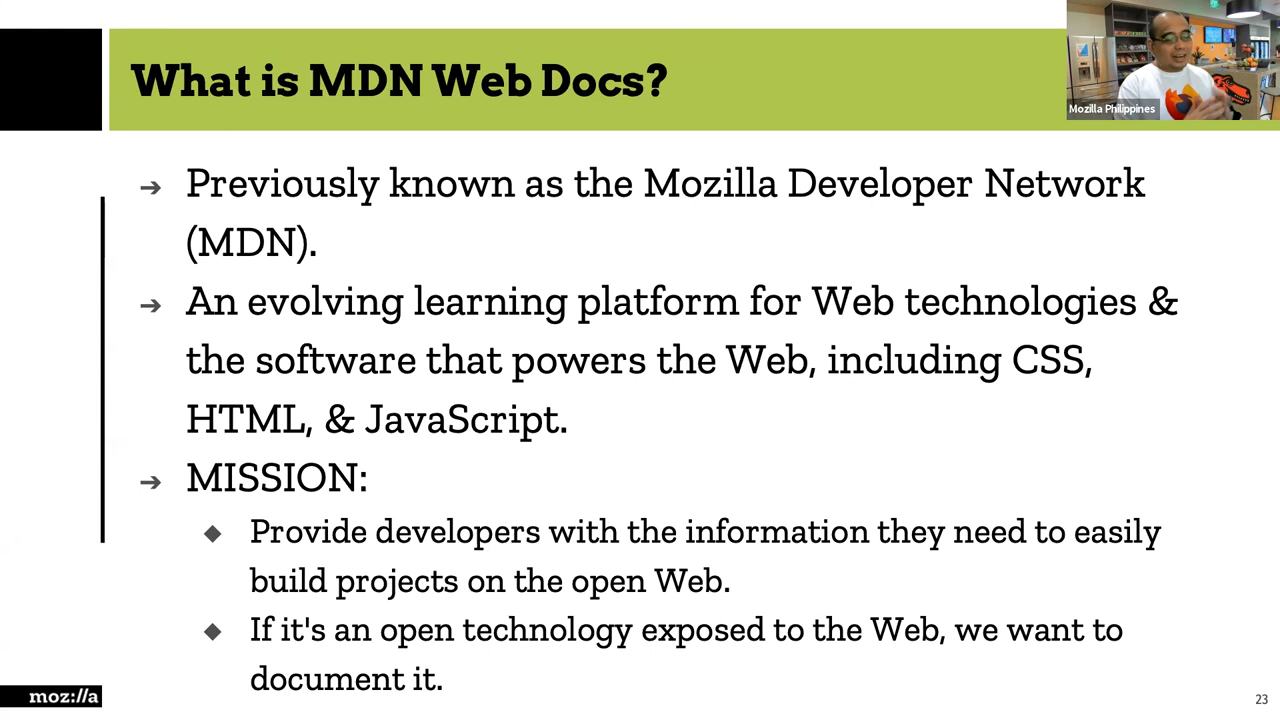 What is MDN Web Docs?
Mozilla Philippines
→ Previously known as the Mozilla Developer Network
(MDN).
→ An evolving learning platform for Web technologies &
the software that powers the Web, including CSS,
HTML, & JavaScript.
→ MISSION:
◆ Provide developers with the information they need to easily
build projects on the open Web.
◆ If it's an open technology exposed to the Web, we want to
document it.
moz://a
23